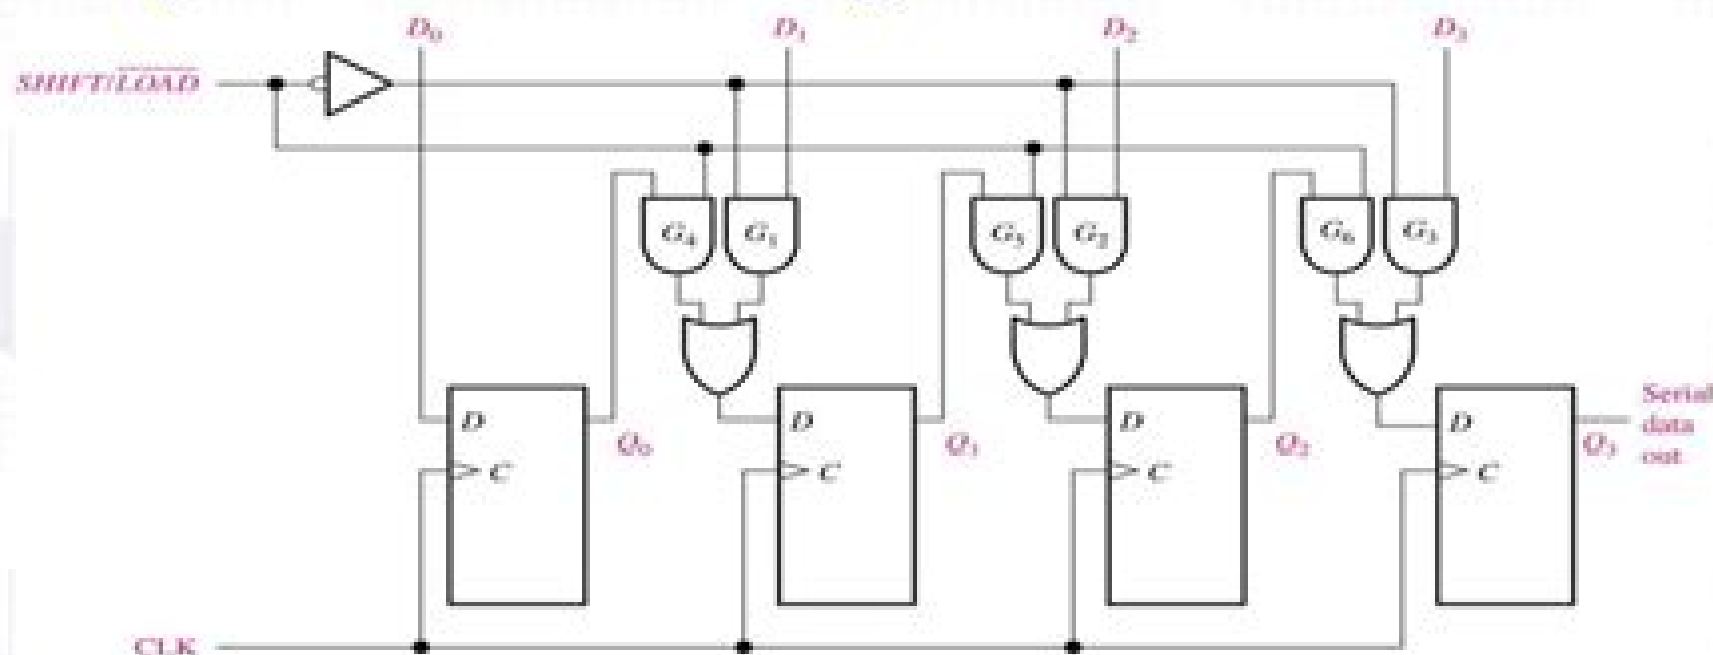 D₀
D₁
D₂
D₃
SHIFT/L̅O̅A̅D̅
G₄
G₁
G₅
G₂
G₆
G₃
D
Q₀
C
D
Q₁
C
D
Q₂
C
D
Q₃
C
Serial
data
out
CLK